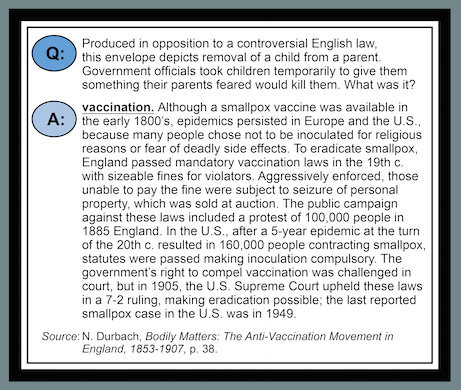 Q:
Produced in opposition to a controversial English law,
this envelope depicts removal of a child from a parent.
Government officials took children temporarily to give them
something their parents feared would kill them. What was it?
A:
vaccination. Although a smallpox vaccine was available in
the early 1800's, epidemics persisted in Europe and the U.S.,
because many people chose not to be inoculated for religious
reasons or fear of deadly side effects. To eradicate smallpox,
England passed mandatory vaccination laws in the 19th c.
with sizeable fines for violators. Aggressively enforced, those
unable to pay the fine were subject to seizure of personal
property, which was sold at auction. The public campaign
against these laws included a protest of 100,000 people in
1885 England. In the U.S., after a 5-year epidemic at the turn
of the 20th c. resulted in 160,000 people contracting smallpox,
statutes were passed making inoculation compulsory. The
government's right to compel vaccination was challenged in
court, but in 1905, the U.S. Supreme Court upheld these laws
in a 7-2 ruling, making eradication possible; the last reported
smallpox case in the U.S. was in 1949.
Source: N. Durbach, Bodily Matters: The Anti-Vaccination Movement in
England, 1853-1907, p. 38.